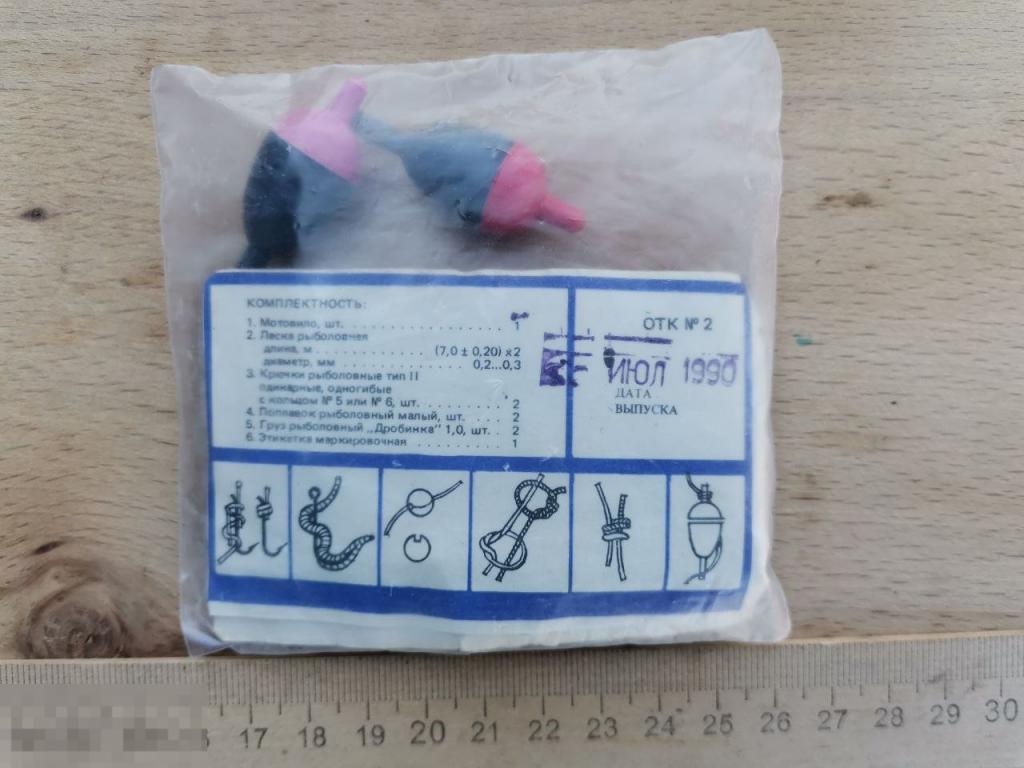 КОМПЛЕКТНОСТЬ:
1. Мотовило, шт. . . . . . . . . . . . . . . . . . . 1
2. Леска рыболовная
длина, м . . . . . . . . . . . . (7,0 ± 0,20) x2
диаметр, мм . . . . . . . . . . . . . . 0,2...0,3
3. Крючки рыболовные тип II
одинарные, одногибые
с кольцом № 5 или № 6, шт. . . . . . . . . 2
4. Поплавок рыболовный малый, шт. . . . 2
5. Груз рыболовный „Дробинка" 1,0, шт. . 2
6. Этикетка маркировочная . . . . . . . . . 1
ОТК № 2
ИЮЛ 1990
ДАТА
ВЫПУСКА
17 18 19 20 21 22 23 24 25 26 27 28 29 30